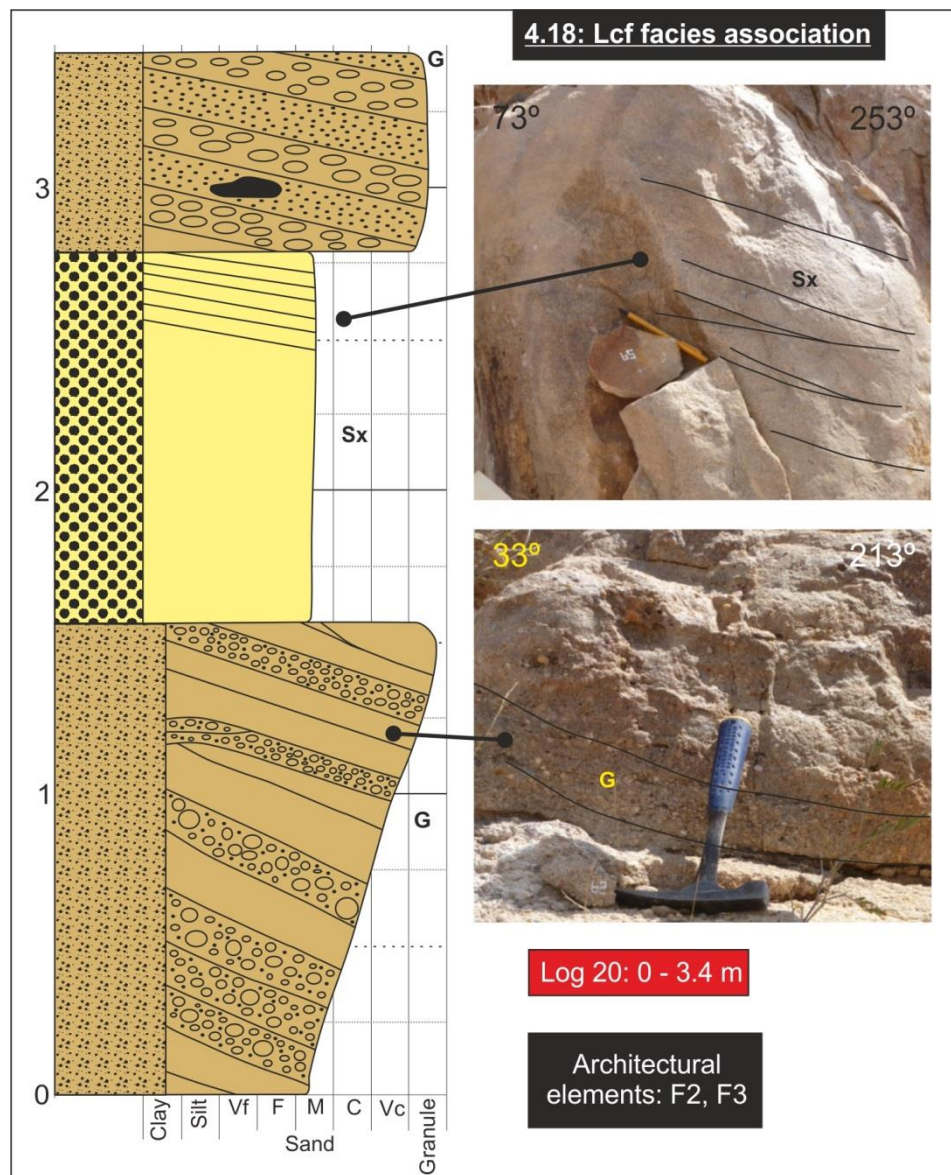 4.18: Lcf facies association
G
3
Sx
2
G
1
0
Clay
Silt
Vf
F
M
C
Vc
Granule
Sand
73º
253º
Sx
33º
213º
G
Log 20: 0 - 3.4 m
Architectural
elements: F2, F3